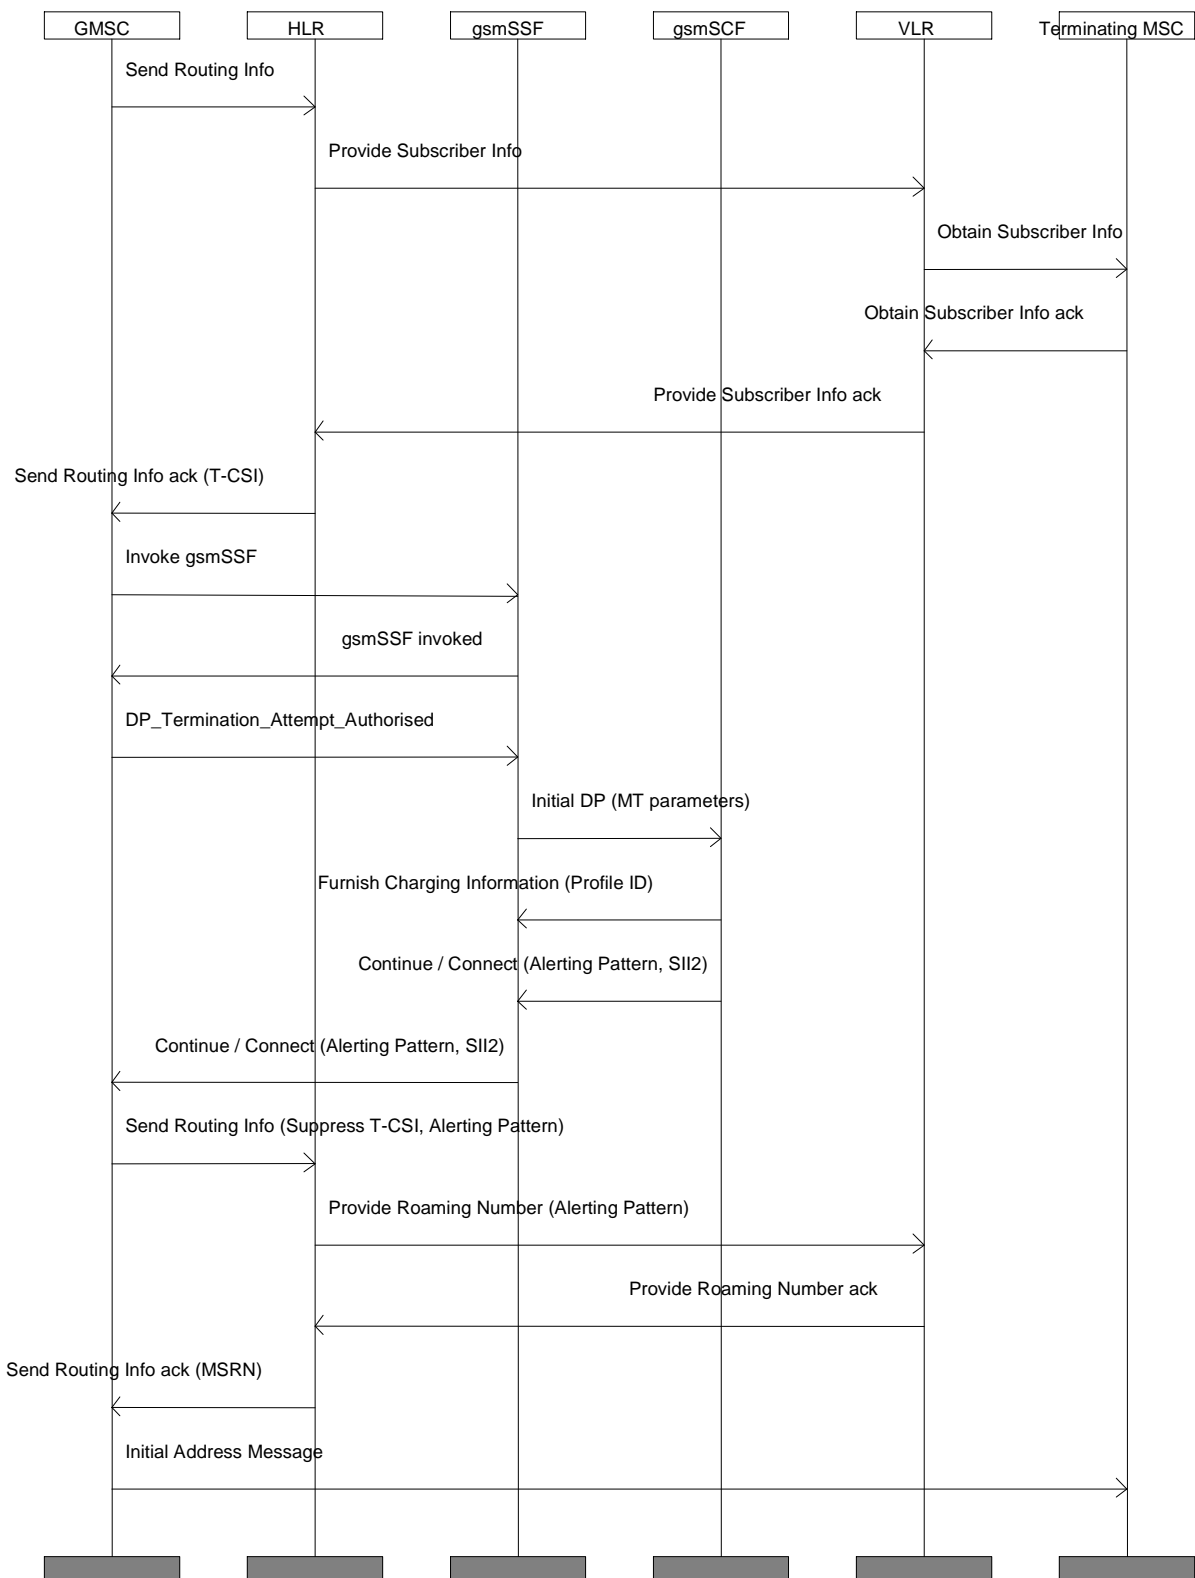 GMSC HLR gsmSSF gsmSCF VLR Terminating MSC
Send Routing Info
Provide Subscriber Info
Obtain Subscriber Info
Obtain Subscriber Info ack
Provide Subscriber Info ack
Send Routing Info ack (T-CSI)
Invoke gsmSSF
gsmSSF invoked
DP_Termination_Attempt_Authorised
Initial DP (MT parameters)
Furnish Charging Information (Profile ID)
Continue / Connect (Alerting Pattern, SII2)
Continue / Connect (Alerting Pattern, SII2)
Send Routing Info (Suppress T-CSI, Alerting Pattern)
Provide Roaming Number (Alerting Pattern)
Provide Roaming Number ack
Send Routing Info ack (MSRN)
Initial Address Message